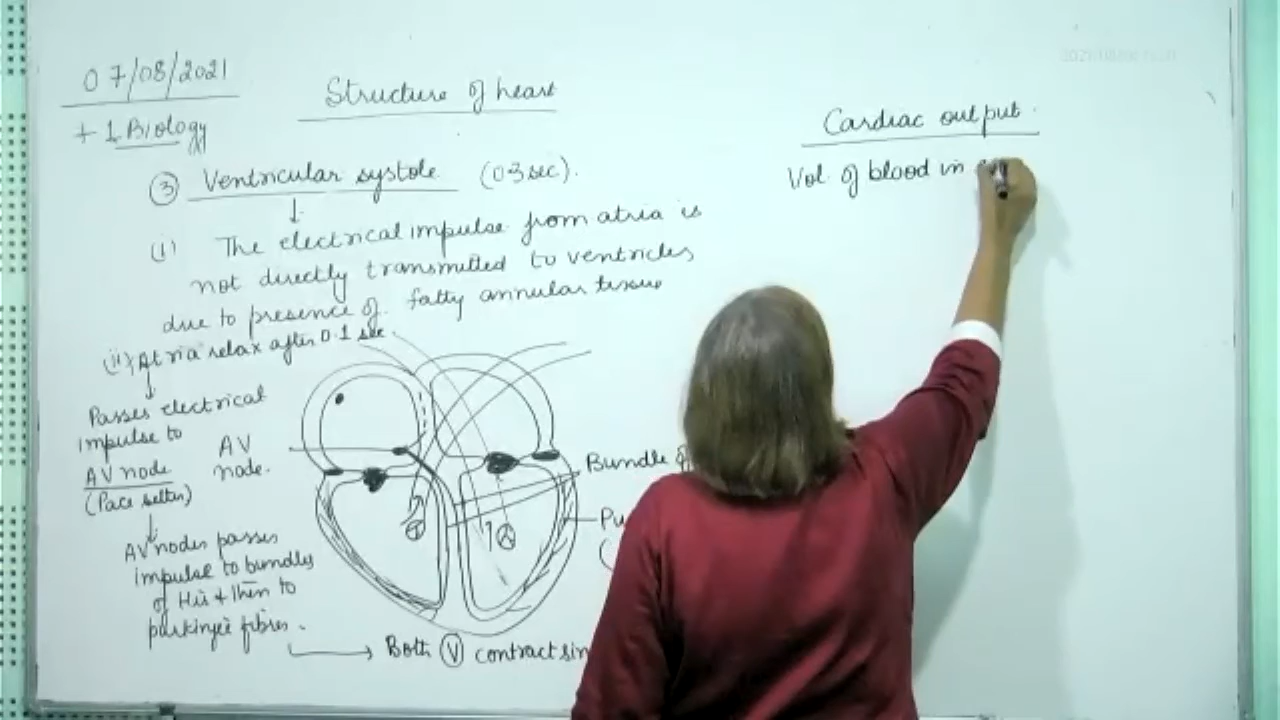 07/08/2021
+1 Biology
Structure of heart
③ Ventricular systole (0.3 sec).
↓
(i) The electrical impulse from atria is
not directly transmitted to ventricles
due to presence of fatty annular tissue
(ii) Atria relax after 0.1 sec.
↓
Passes electrical
impulse to
AV node
(Pace setter)
↓
AV nodes passes
impulse to bundles
of His + then to
purkinjee fibres.
→ Both Ⓥ contract
AV
node.
Bundle
Cardiac output.
Vol of blood in